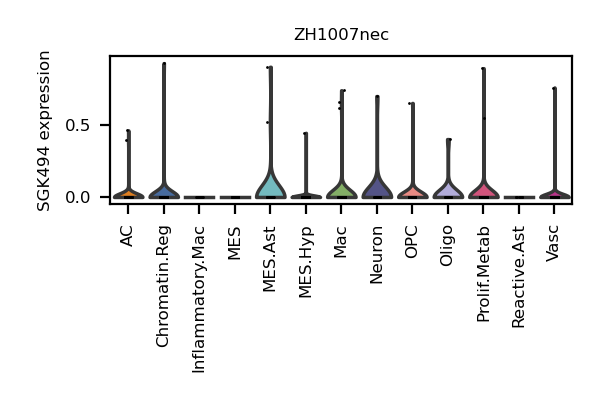 ZH1007nec
SGK494 expression
0.5
0.0
AC
Chromatin.Reg
Inflammatory.Mac
MES
MES.Ast
MES.Hyp
Mac
Neuron
OPC
Oligo
Prolif.Metab
Reactive.Ast
Vasc